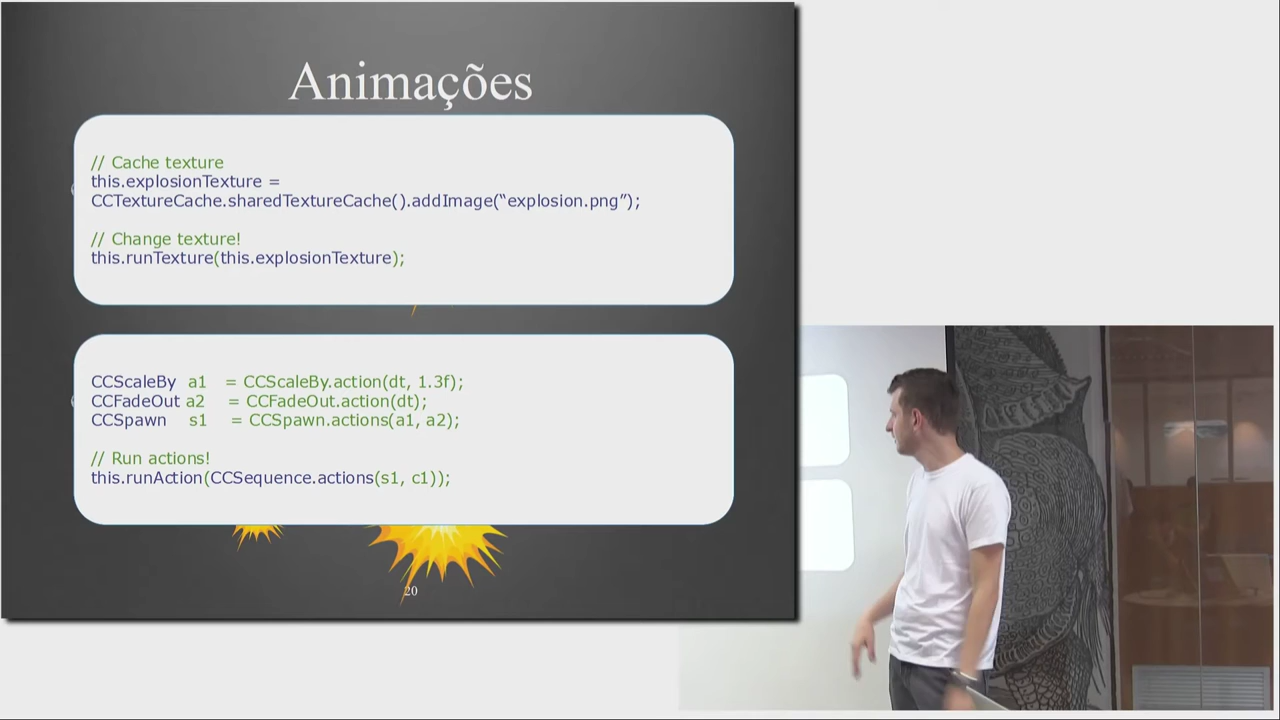 Animações
// Cache texture
this.explosionTexture =
CCTextureCache.sharedTextureCache().addImage(“explosion.png”);
// Change texture!
this.runTexture(this.explosionTexture);
CCScaleBy a1 = CCScaleBy.action(dt, 1.3f);
CCFadeOut a2 = CCFadeOut.action(dt);
CCSpawn s1 = CCSpawn.actions(a1, a2);
// Run actions!
this.runAction(CCSequence.actions(s1, c1));
20